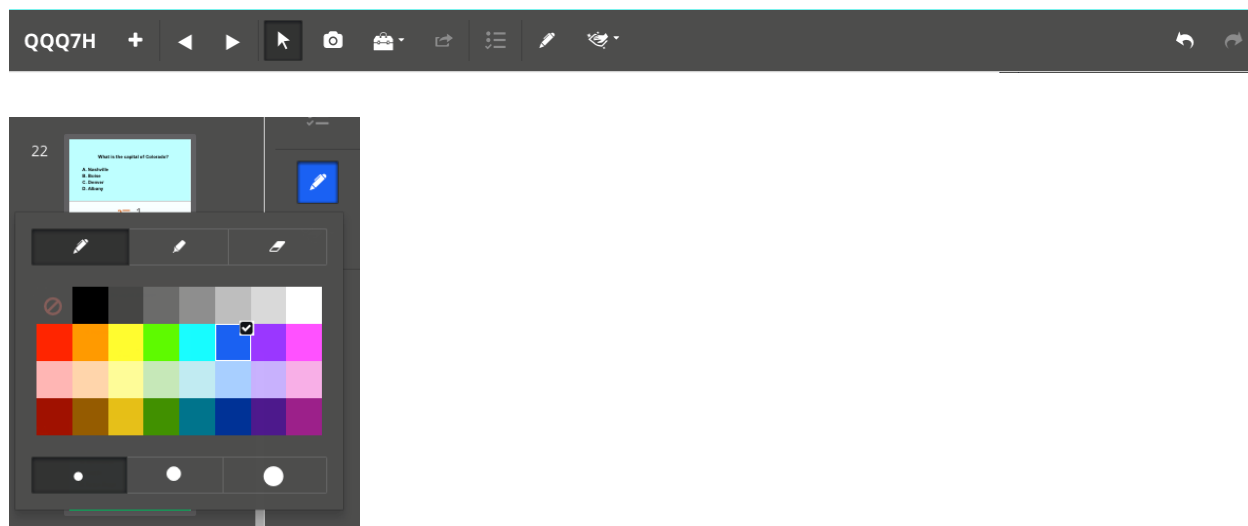 QQQ7H
22
What is the capital of Colorado?
A. Nashville
B. Boise
C. Denver
D. Albany